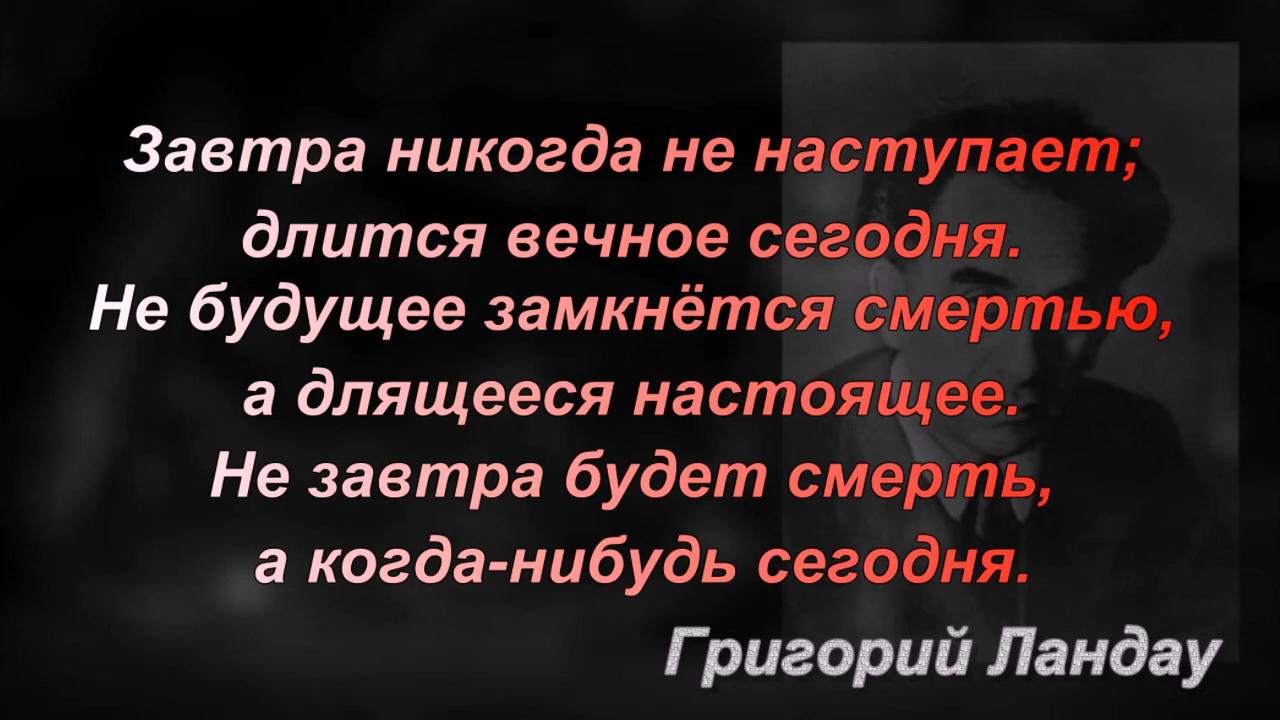 Завтра никогда не наступает;
длится вечное сегодня.
Не будущее замкнётся смертью,
а длящееся настоящее.
Не завтра будет смерть,
а когда-нибудь сегодня.
Григорий Ландау